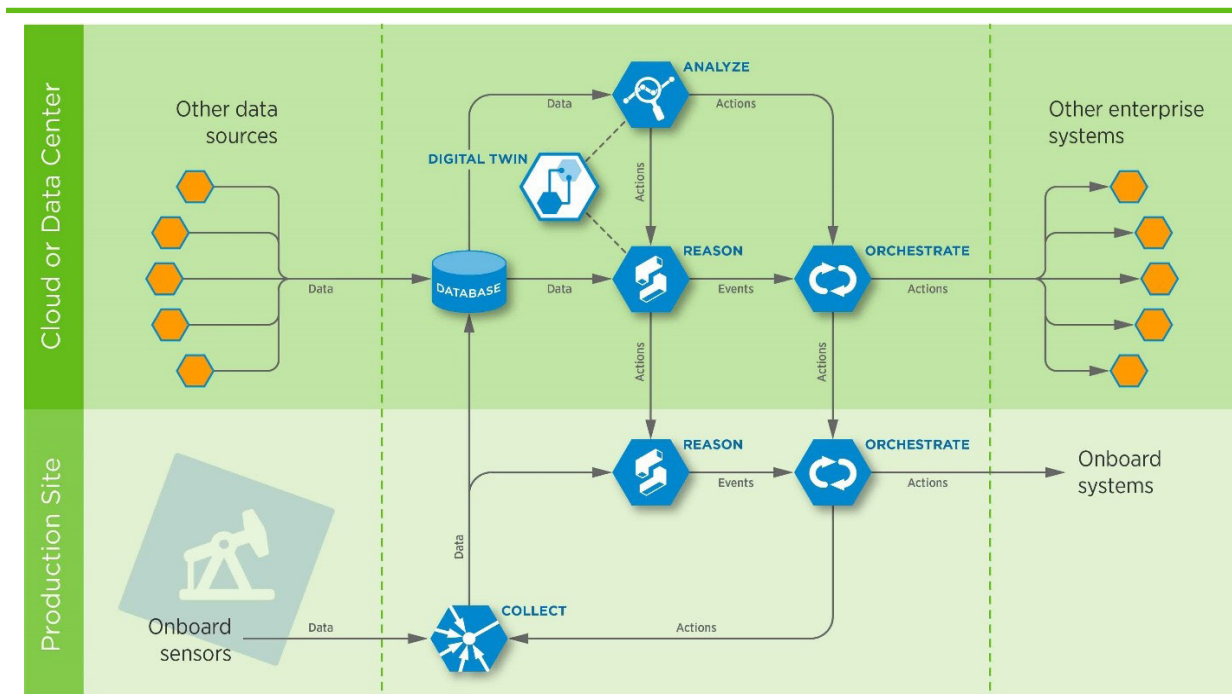 Cloud or Data Center
Production Site
Other data
sources
Data
DATABASE
Data
Data
DIGITAL TWIN
ANALYZE
Actions
Actions
REASON
Events
ORCHESTRATE
Actions
Other enterprise
systems
Actions
Actions
REASON
Events
ORCHESTRATE
Actions
Onboard
systems
Data
Onboard
sensors
Data
COLLECT
Actions